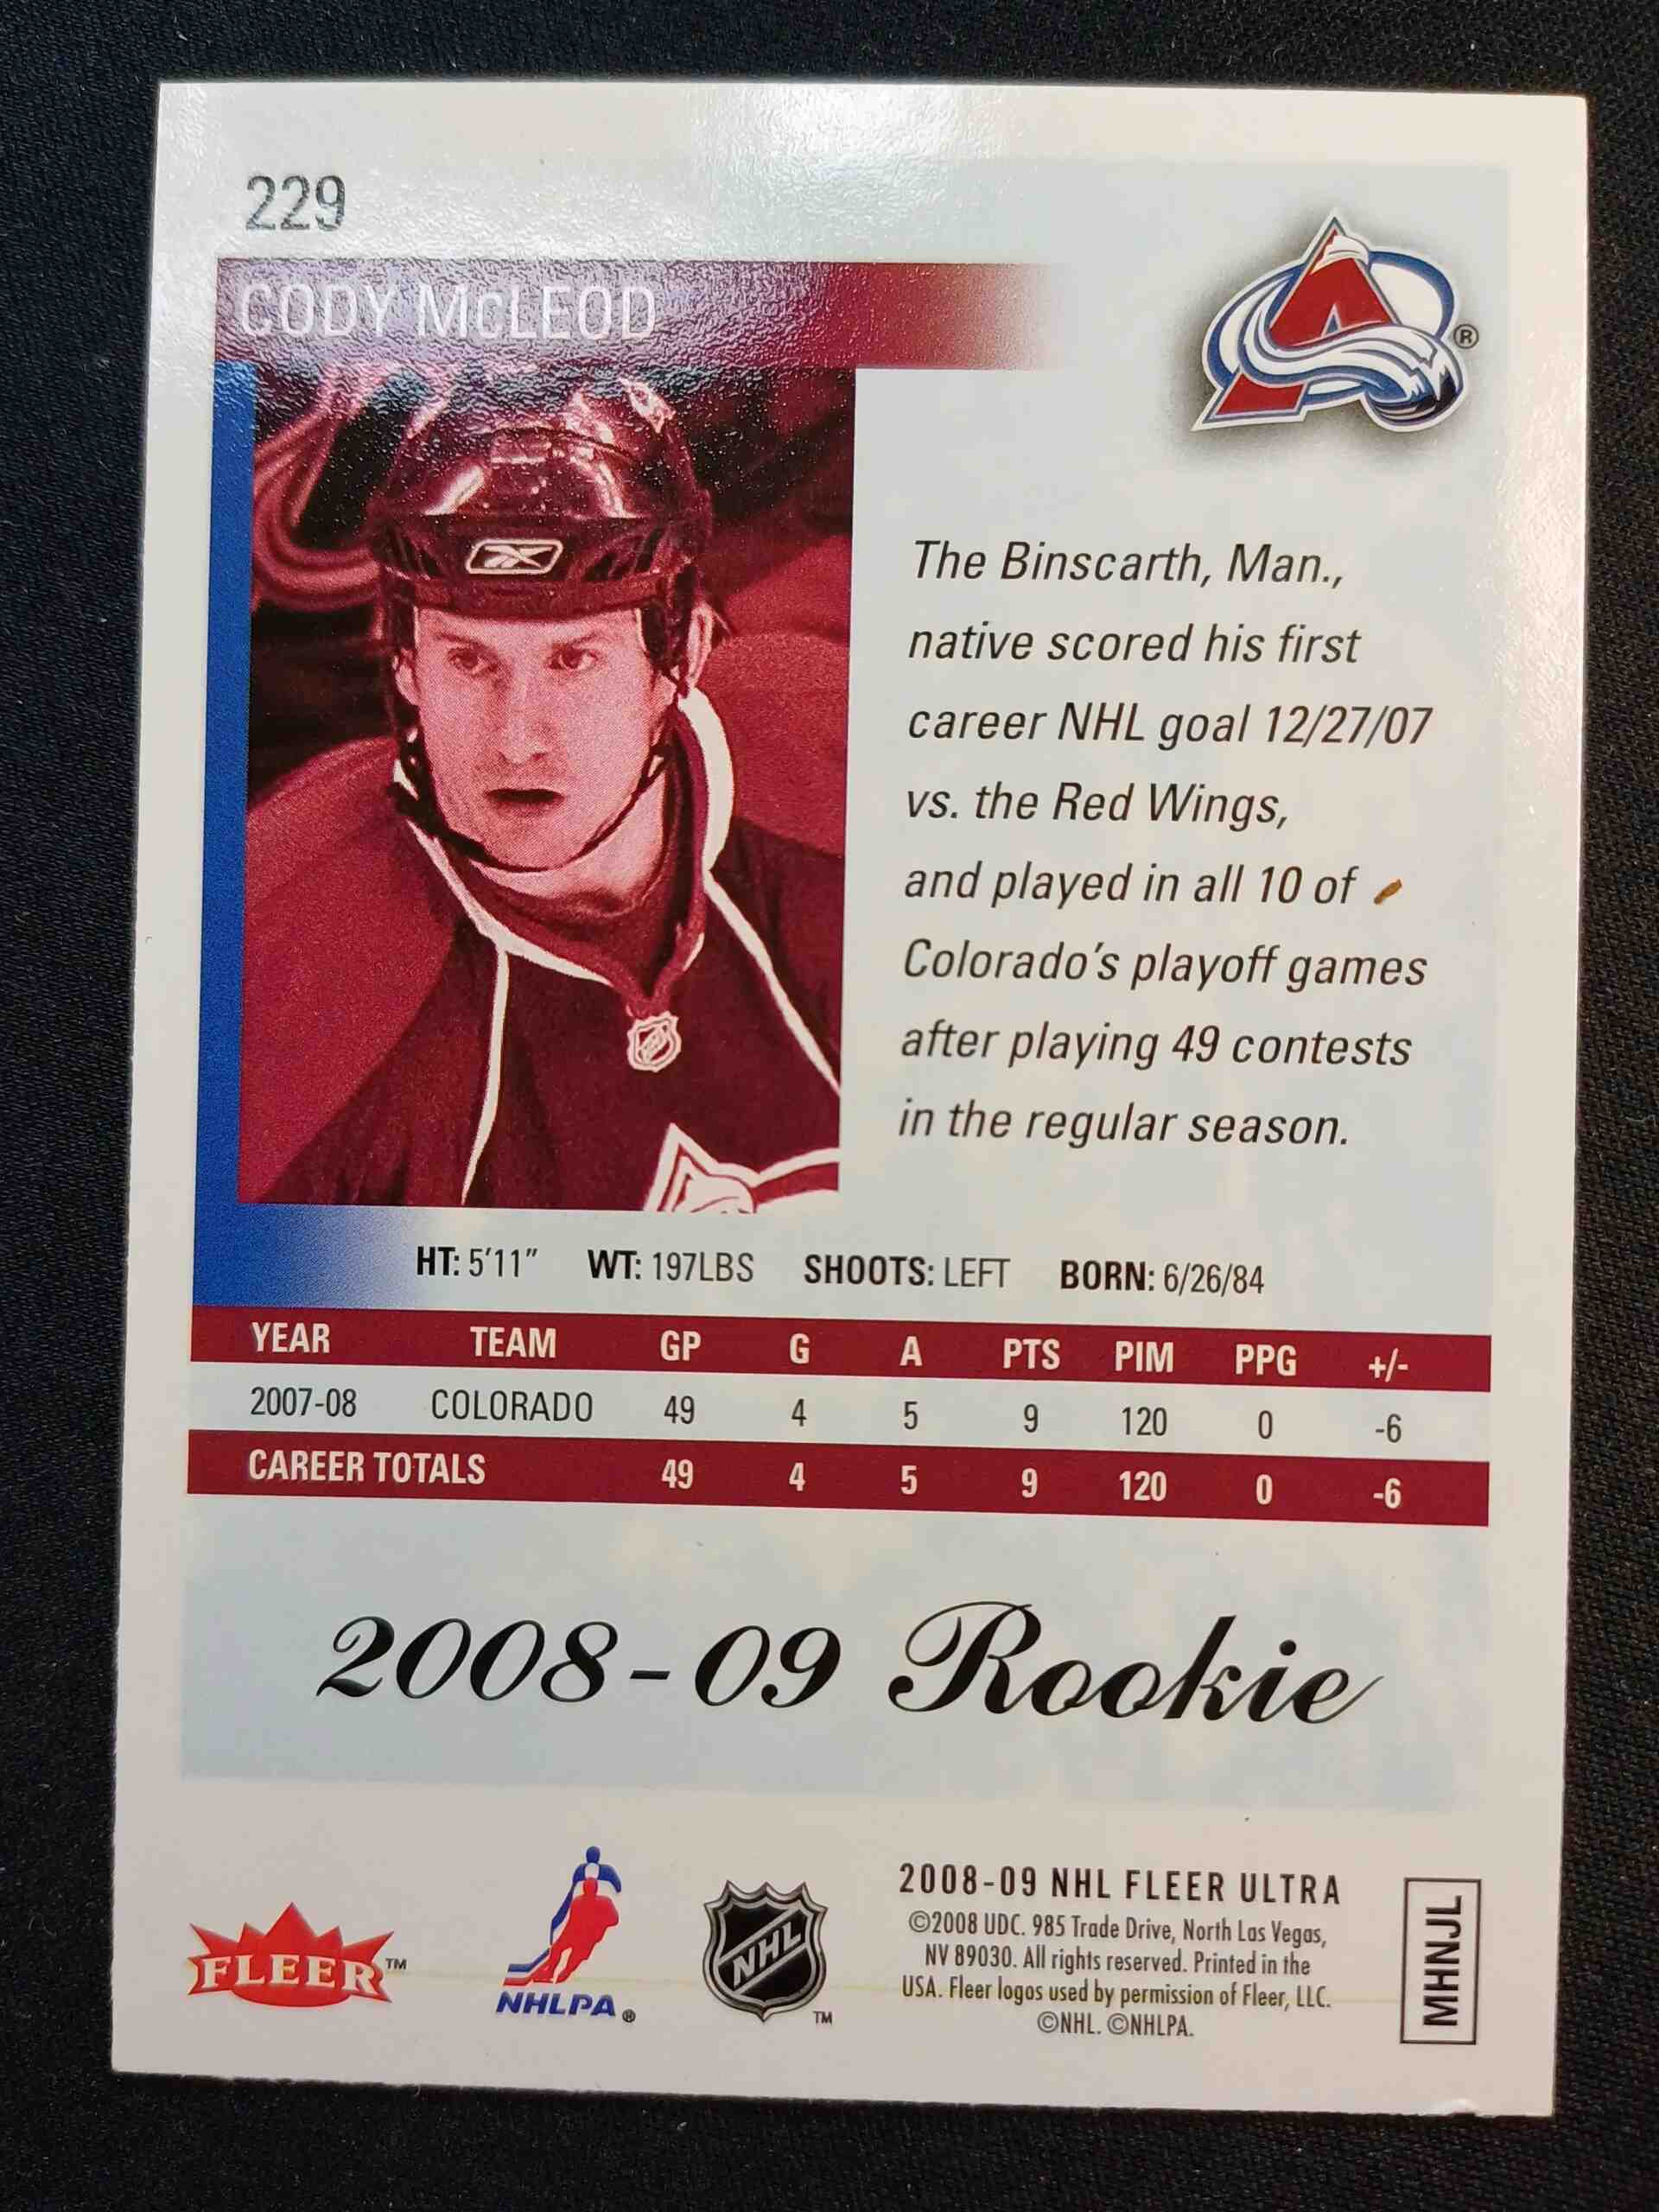 229
CODY McLEOD
®
The Binscarth, Man.,
native scored his first
career NHL goal 12/27/07
vs. the Red Wings,
and played in all 10 of
Colorado's playoff games
after playing 49 contests
in the regular season.
HT: 5'11" WT: 197LBS SHOOTS: LEFT BORN: 6/26/84
YEAR TEAM GP G A PTS PIM PPG +/-
2007-08 COLORADO 49 4 5 9 120 0 -6
CAREER TOTALS 49 4 5 9 120 0 -6
2008-09 Rookie
FLEER™
NHLPA®
NHL™
2008-09 NHL FLEER ULTRA
©2008 UDC. 985 Trade Drive, North Las Vegas,
NV 89030. All rights reserved. Printed in the
USA. Fleer logos used by permission of Fleer, LLC.
©NHL. ©NHLPA.
MHNJL